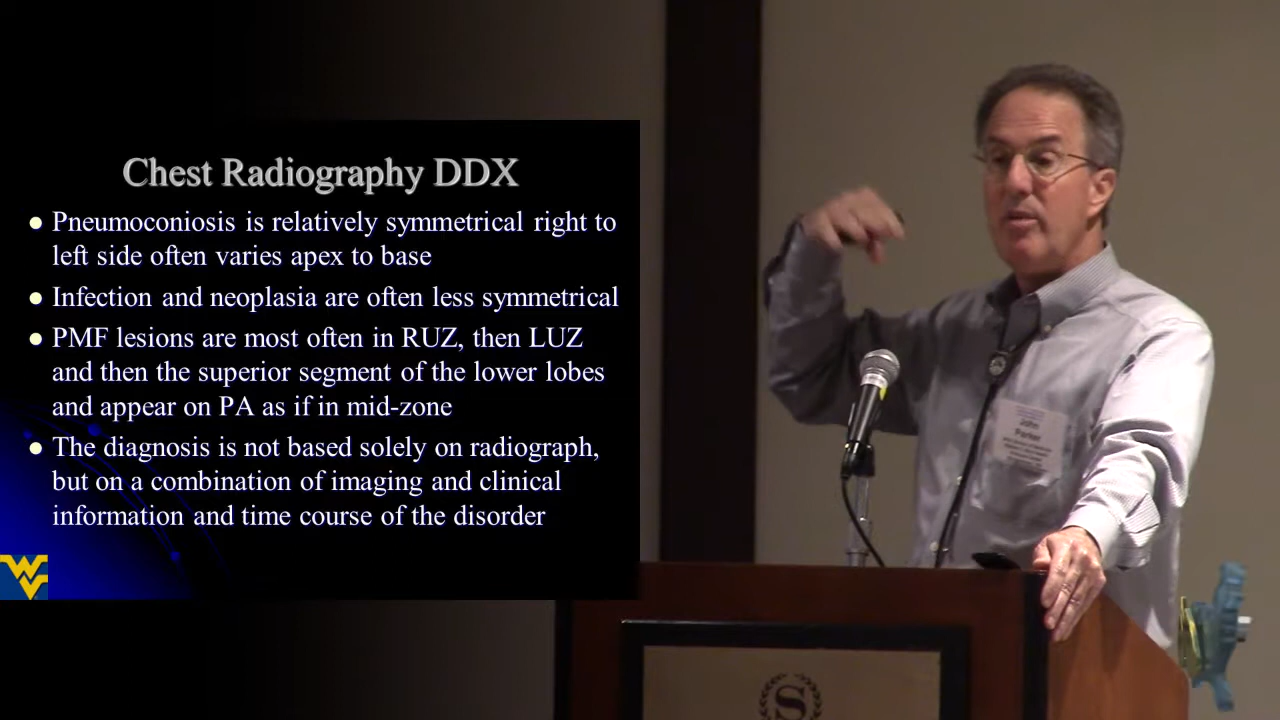 Chest Radiography DDX
● Pneumoconiosis is relatively symmetrical right to
left side often varies apex to base
● Infection and neoplasia are often less symmetrical
● PMF lesions are most often in RUZ, then LUZ
and then the superior segment of the lower lobes
and appear on PA as if in mid-zone
● The diagnosis is not based solely on radiograph,
but on a combination of imaging and clinical
information and time course of the disorder
WV
John
Parker
S